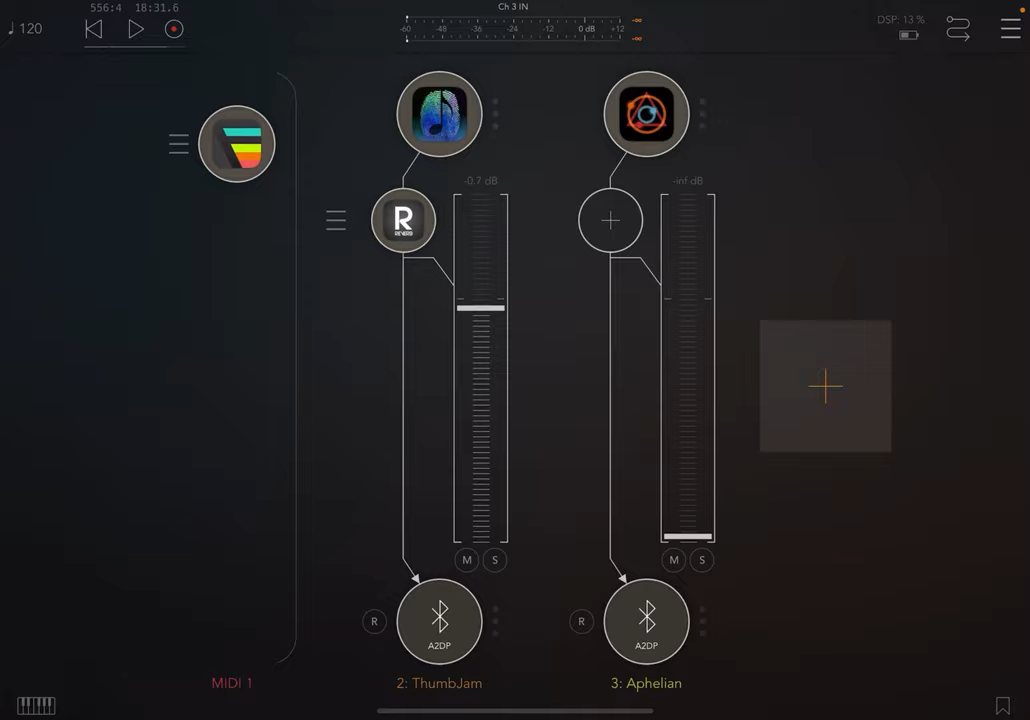 556:4 18:31.6
♩ 120
Ch 3 IN
-60 -48 -36 -24 -12 0 dB +12
-∞
-∞
DSP: 13 %
-0.7 dB
-inf dB
R
REVERB
M S
M S
R
A2DP
R
A2DP
MIDI 1
2: ThumbJam
3: Aphelian